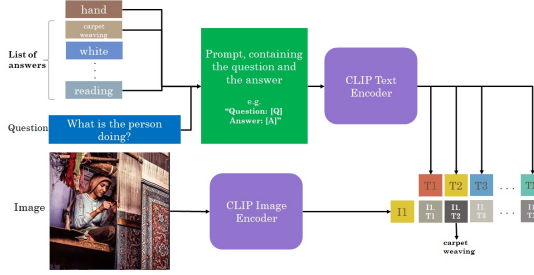 hand
carpet
weaving
List of
answers
white
.
.
.
reading
Question
What is the person
doing?
Prompt, containing
the question and
the answer
e.g.
"Question: [Q]
Answer: [A]"
CLIP Text
Encoder
Image
CLIP Image
Encoder
T1
T2
T3
. . .
I1
I1.
T1
I1.
T2
I1.
T3
. . .
carpet
weaving